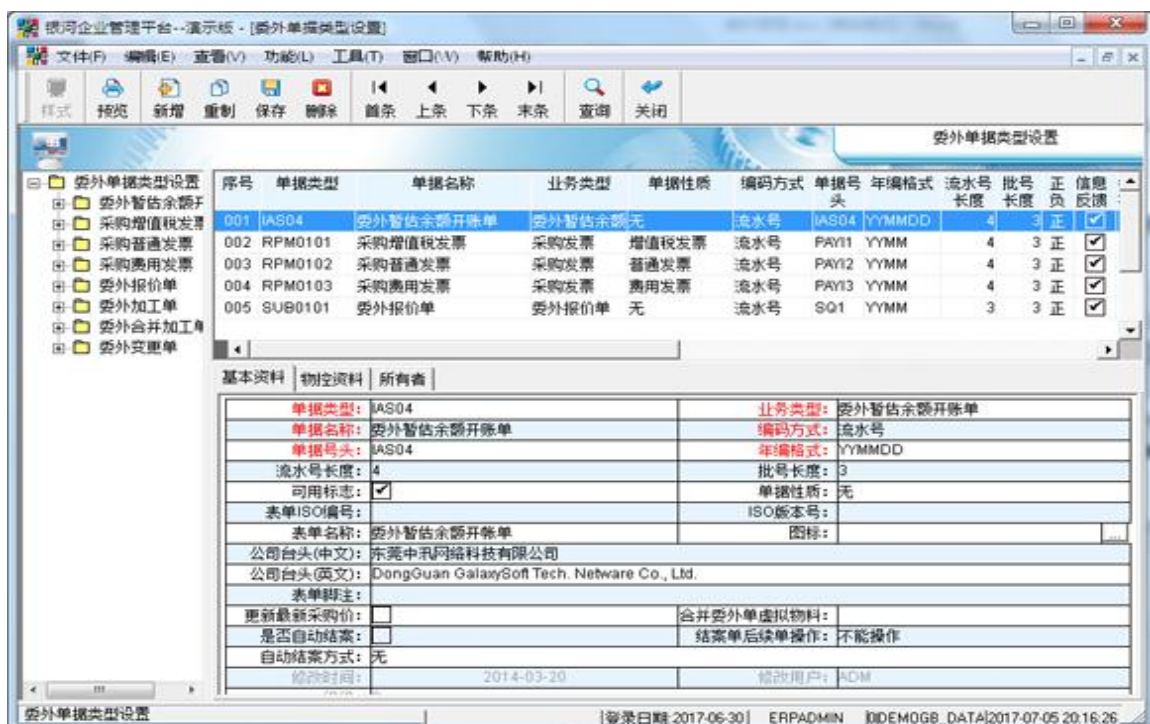 银河企业管理平台--演示版 - [委外单据类型设置]
文件(F) 编辑(E) 查看(V) 功能(L) 工具(T) 窗口(W) 帮助(H)
样式 预览 新增 重制 保存 删除 首条 上条 下条 末条 查询 关闭
委外单据类型设置
委外单据类型设置
委外暂估余额开
采购增值税发票
采购普通发票
采购费用发票
委外报价单
委外加工单
委外合并加工单
委外变更单
序号 单据类型 单据名称 业务类型 单据性质 编码方式 单据号头 年编格式 流水号长度 批号长度 正负 信息反馈
001 IAS04 委外暂估余额开账单 委外暂估余额 无 流水号 IAS04 YYMMDD 4 3 正
002 RPM0101 采购增值税发票 采购发票 增值税发票 流水号 PAYI1 YYMM 4 3 正
003 RPM0102 采购普通发票 采购发票 普通发票 流水号 PAYI2 YYMM 4 3 正
004 RPM0103 采购费用发票 采购发票 费用发票 流水号 PAYI3 YYMM 4 3 正
005 SUB0101 委外报价单 委外报价单 无 流水号 SQ1 YYMM 3 3 正
基本资料 物控资料 所有者
单据类型: IAS04 业务类型: 委外暂估余额开账单
单据名称: 委外暂估余额开账单 编码方式: 流水号
单据号头: IAS04 年编格式: YYMMDD
流水号长度: 4 批号长度: 3
可用标志: 单据性质: 无
表单ISO编号: ISO版本号:
表单名称: 委外暂估余额开帐单 图标: ...
公司台头(中文): 东莞中汛网络科技有限公司
公司台头(英文): DongGuan GalaxySoft Tech. Netware Co., Ltd.
表单脚注:
更新最新采购价: 合并委外单虚拟物料:
是否自动结案: 结案单后续单操作: 不能操作
自动结案方式: 无
修改时间: 2014-03-20 修改用户: ADM
委外单据类型设置 登录日期:2017-06-30 ERPADMIN [0]DEMOGB_DATA 2017-07-05 20:16:26